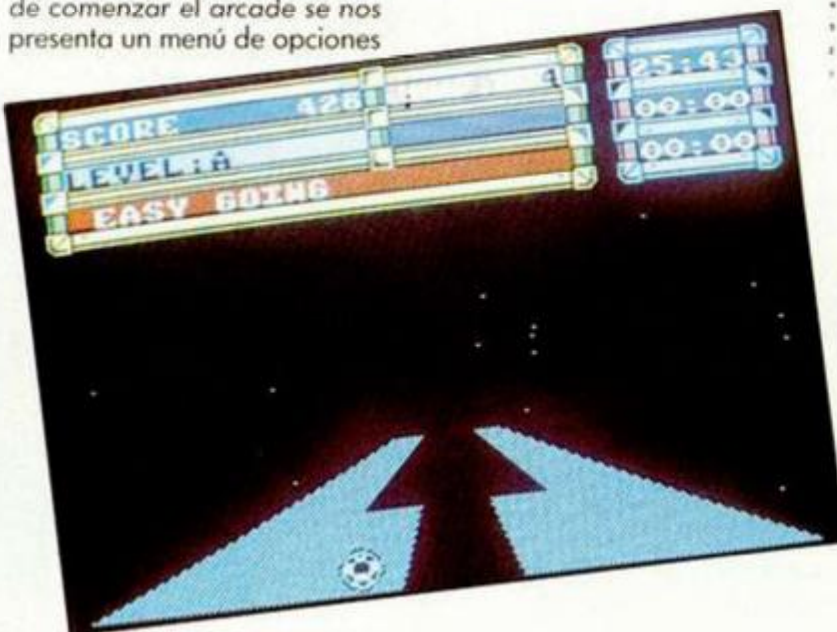 de comenzar el arcade se nos
presenta un menú de opciones
SCORE 428 4
LEVEL:A
EASY GOING
25:43
00:00
00:00